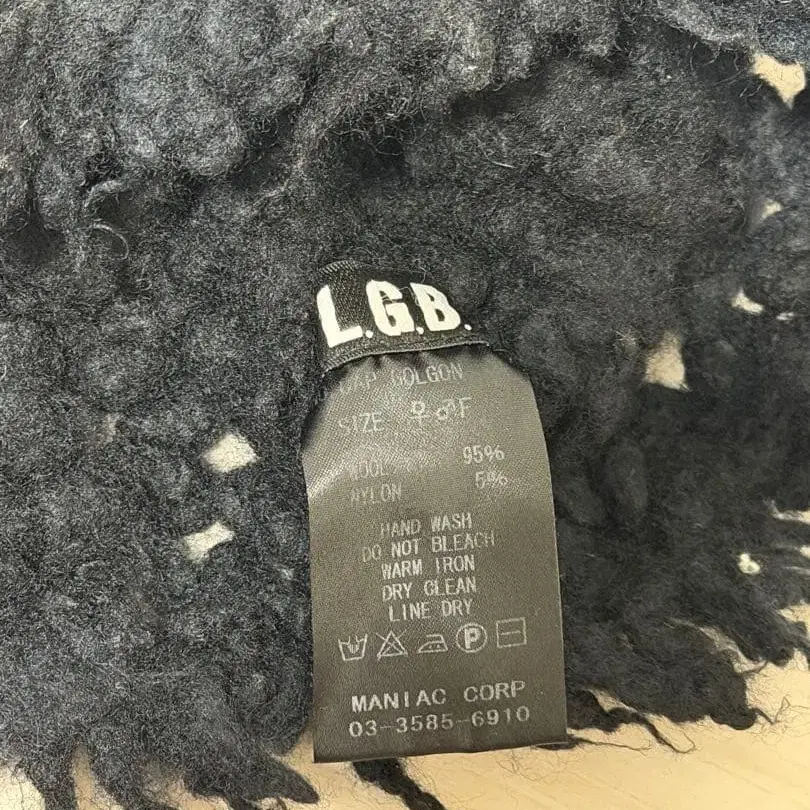 L.G.B.
GOLGON
SIZE ♀♂F
WOOL 95%
NYLON 5%
HAND WASH
DO NOT BLEACH
WARM IRON
DRY CLEAN
LINE DRY
P
MANIAC CORP
03-3585-6910